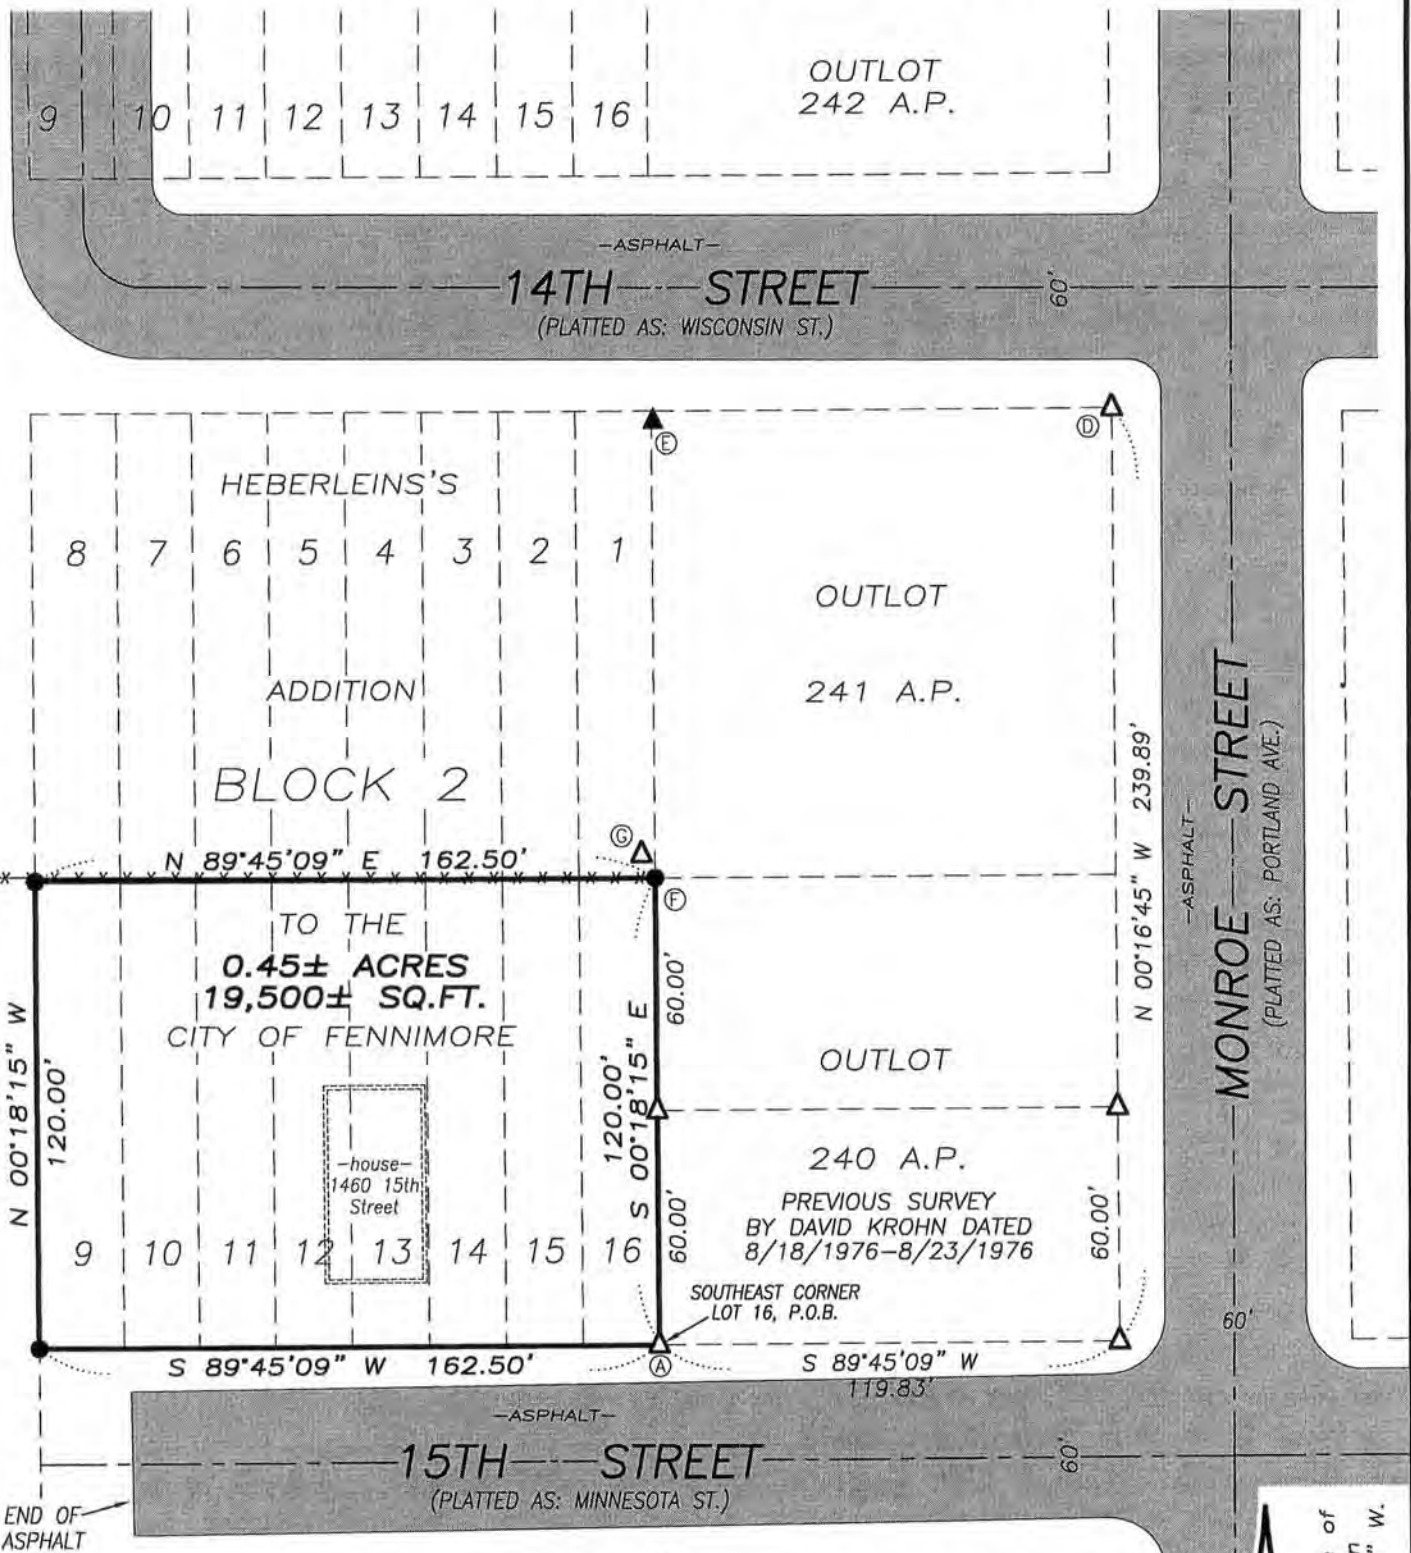 9 10 11 12 13 14 15 16
OUTLOT
242 A.P.
-ASPHALT-
14TH STREET
60'
(PLATTED AS: WISCONSIN ST.)
E
D
HEBERLEINS'S
8 7 6 5 4 3 2 1
OUTLOT
ADDITION
241 A.P.
BLOCK 2
G
N 89°45'09" E 162.50'
F
N 00°16'45" W 239.89'
-ASPHALT-
MONROE STREET
(PLATTED AS: PORTLAND AVE.)
TO THE
0.45± ACRES
19,500± SQ.FT.
CITY OF FENNIMORE
N 00°18'15" W
120.00'
120.00'
S 00°18'15" E
60.00'
60.00'
OUTLOT
240 A.P.
PREVIOUS SURVEY
BY DAVID KROHN DATED
8/18/1976-8/23/1976
60.00'
-house-
1460 15th
Street
9 10 11 12 13 14 15 16
SOUTHEAST CORNER
LOT 16, P.O.B.
60'
S 89°45'09" W 162.50'
A
S 89°45'09" W
119.83'
-ASPHALT-
15TH STREET
60'
(PLATTED AS: MINNESOTA ST.)
END OF
ASPHALT
of
W.